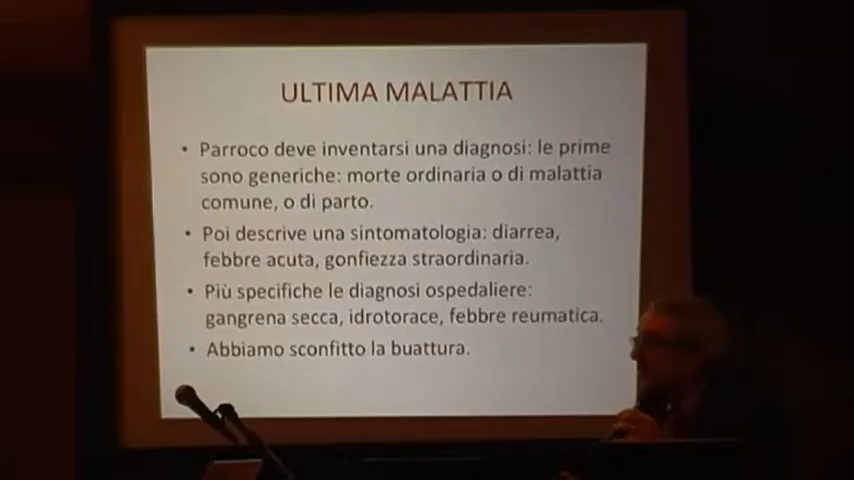 ULTIMA MALATTIA
• Parroco deve inventarsi una diagnosi: le prime
sono generiche: morte ordinaria o di malattia
comune, o di parto.
• Poi descrive una sintomatologia: diarrea,
febbre acuta, gonfiezza straordinaria.
• Più specifiche le diagnosi ospedaliere:
gangrena secca, idrotorace, febbre reumatica.
• Abbiamo sconfitto la buattura.